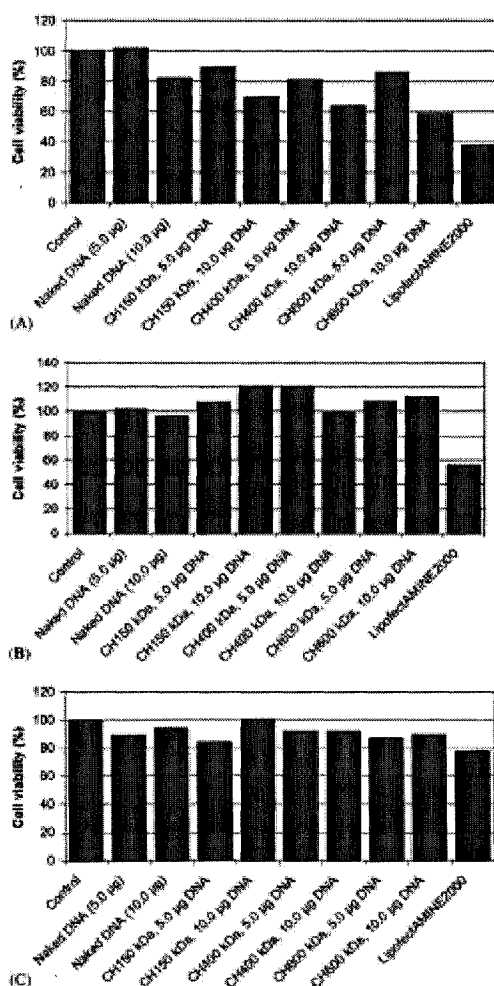 120
100
80
60
40
20
0
Cell viability (%)
Control
Naked DNA (5.0 µg)
Naked DNA (10.0 µg)
CH150 kDa, 5.0 µg DNA
CH150 kDa, 10.0 µg DNA
CH400 kDa, 5.0 µg DNA
CH400 kDa, 10.0 µg DNA
CH600 kDa, 5.0 µg DNA
CH600 kDa, 10.0 µg DNA
LipofectAMINE2000
(A)
140
120
100
80
60
40
20
0
Cell viability (%)
Control
Naked DNA (5.0 µg)
Naked DNA (10.0 µg)
CH150 kDa, 5.0 µg DNA
CH150 kDa, 10.0 µg DNA
CH400 kDa, 5.0 µg DNA
CH400 kDa, 10.0 µg DNA
CH600 kDa, 5.0 µg DNA
CH600 kDa, 10.0 µg DNA
LipofectAMINE2000
(B)
120
100
80
60
40
20
0
Cell viability (%)
Control
Naked DNA (5.0 µg)
Naked DNA (10.0 µg)
CH150 kDa, 5.0 µg DNA
CH150 kDa, 10.0 µg DNA
CH400 kDa, 5.0 µg DNA
CH400 kDa, 10.0 µg DNA
CH600 kDa, 5.0 µg DNA
CH600 kDa, 10.0 µg DNA
LipofectAMINE2000
(C)